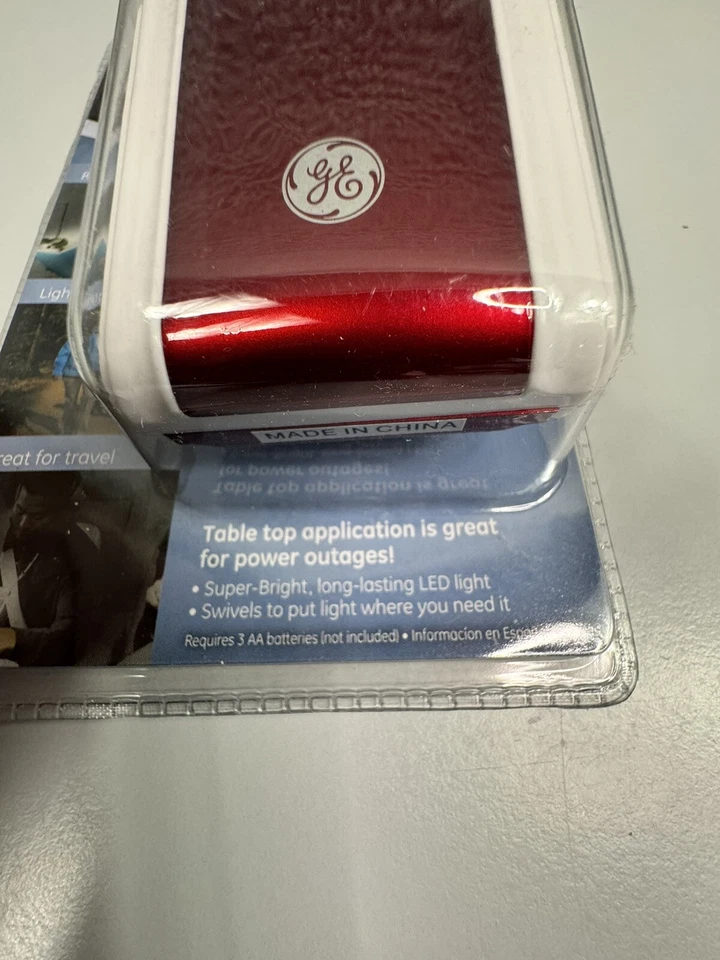 GE
MADE IN CHINA
great for travel
Table top application is great
for power outages!
• Super-Bright, long-lasting LED light
• Swivels to put light where you need it
Requires 3 AA batteries (not included) • Informacion en